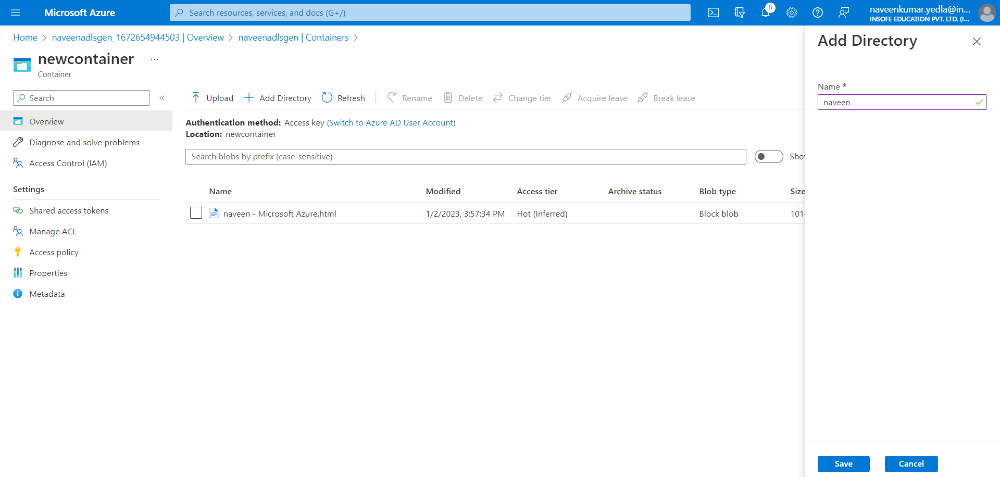 Microsoft Azure
Search resources, services, and docs (G+/)
8
naveenkumar.yedla@in...
INSOFE EDUCATION PVT. LTD. (I...
Home > naveenadlsgen_1672654944503 | Overview > naveenadlsgen | Containers >
newcontainer ...
Container
Search
«
Overview
Diagnose and solve problems
Access Control (IAM)
Settings
Shared access tokens
Manage ACL
Access policy
Properties
Metadata
Upload Add Directory Refresh Rename Delete Change tier Acquire lease Break lease
Authentication method: Access key (Switch to Azure AD User Account)
Location: newcontainer
Search blobs by prefix (case-sensitive)
Name Modified Access tier Archive status Blob type Size
naveen - Microsoft Azure.html 1/2/2023, 3:57:34 PM Hot (Inferred) Block blob
Add Directory
Name *
naveen
Save Cancel